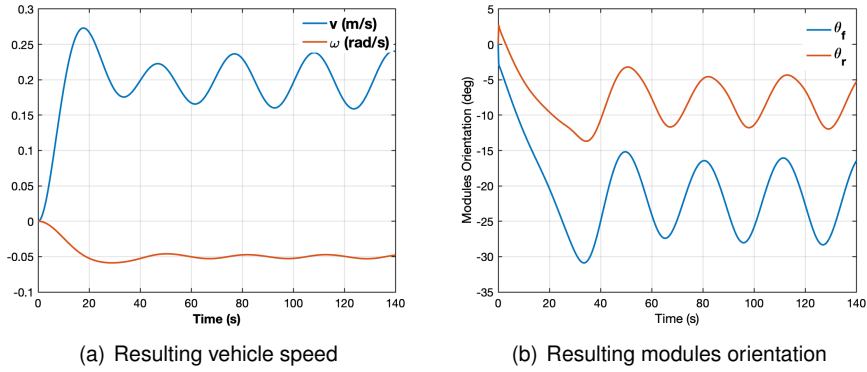 0.3
0.25
0.2
0.15
0.1
0.05
0
-0.05
-0.1
0 20 40 60 80 100 120 140
Time (s)
v (m/s)
ω (rad/s)
(a) Resulting vehicle speed
5
0
-5
-10
-15
-20
-25
-30
-35
0 20 40 60 80 100 120 140
Time (s)
Modules Orientation (deg)
θf
θr
(b) Resulting modules orientation